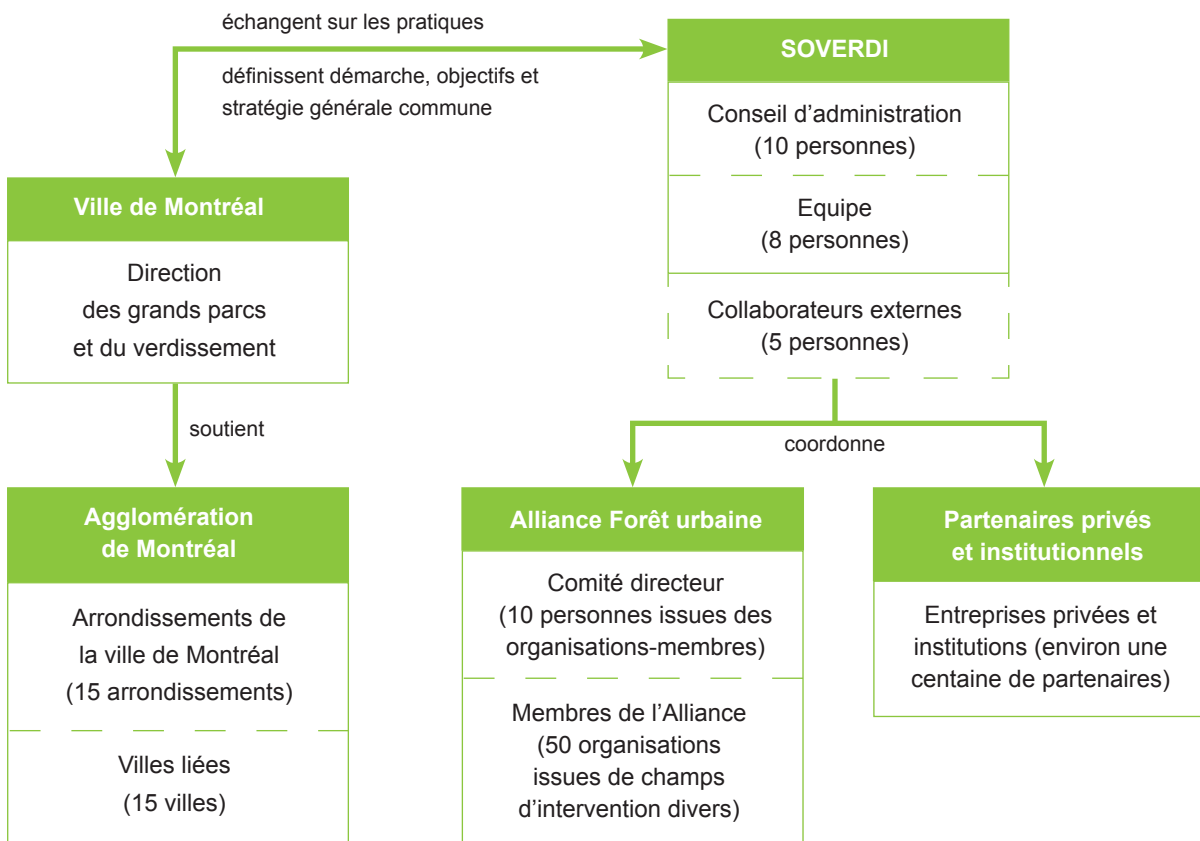 échangent sur les pratiques
définissent démarche, objectifs et
stratégie générale commune
SOVERDI
Conseil d’administration
(10 personnes)
Equipe
(8 personnes)
Collaborateurs externes
(5 personnes)
Ville de Montréal
Direction
des grands parcs
et du verdissement
soutient
coordonne
Agglomération
de Montréal
Arrondissements de
la ville de Montréal
(15 arrondissements)
Villes liées
(15 villes)
Alliance Forêt urbaine
Comité directeur
(10 personnes issues des
organisations-membres)
Membres de l’Alliance
(50 organisations
issues de champs
d’intervention divers)
Partenaires privés
et institutionnels
Entreprises privées et
institutions (environ une
centaine de partenaires)